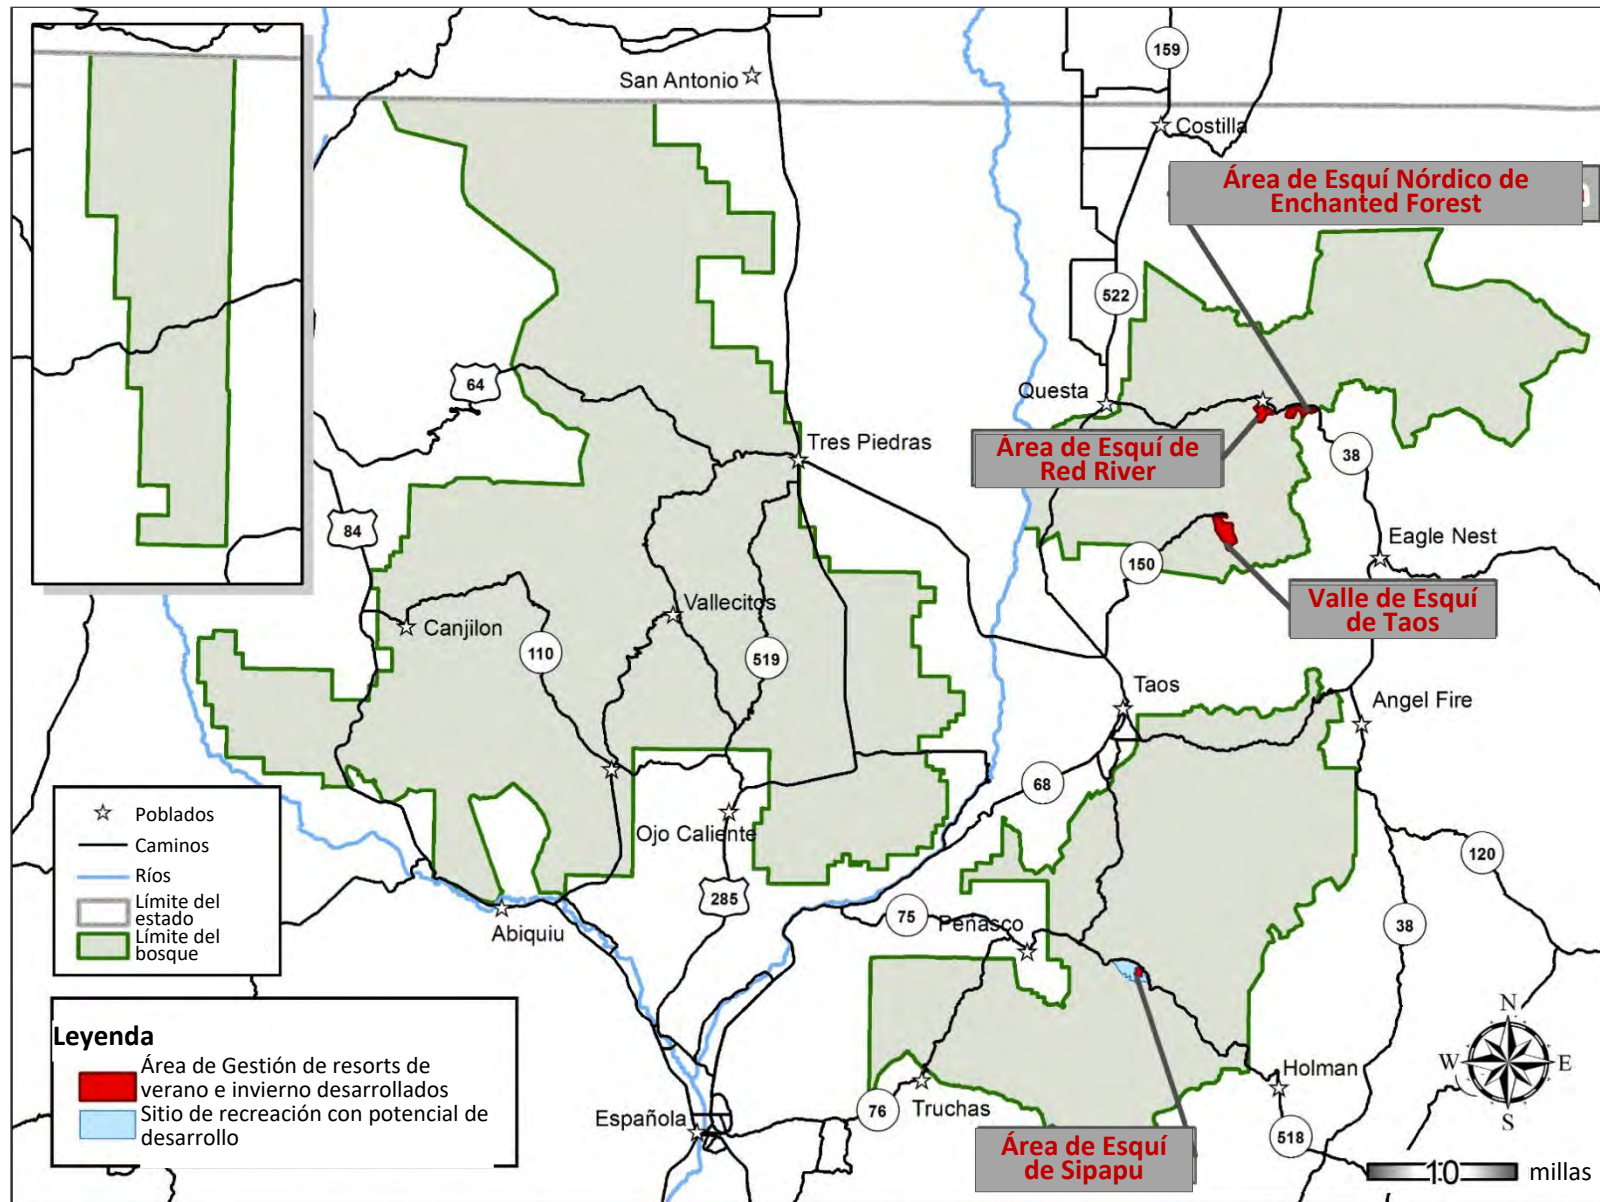 San Antonio
159
Costilla
Área de Esquí Nórdico de
Enchanted Forest
522
64
Questa
Área de Esquí de
Red River
Tres Piedras
38
84
Eagle Nest
150
Valle de Esquí
de Taos
Vallecitos
Canjilon
110
519
Taos
Angel Fire
68
Ojo Caliente
120
285
75
Peñasco
38
Abiquiu
Poblados
Caminos
Ríos
Límite del
estado
Límite del
bosque
Leyenda
Área de Gestión de resorts de
verano e invierno desarrollados
Sitio de recreación con potencial de
desarrollo
Española
76
Truchas
Holman
518
Área de Esquí
de Sipapu
N
W
E
S
10
millas